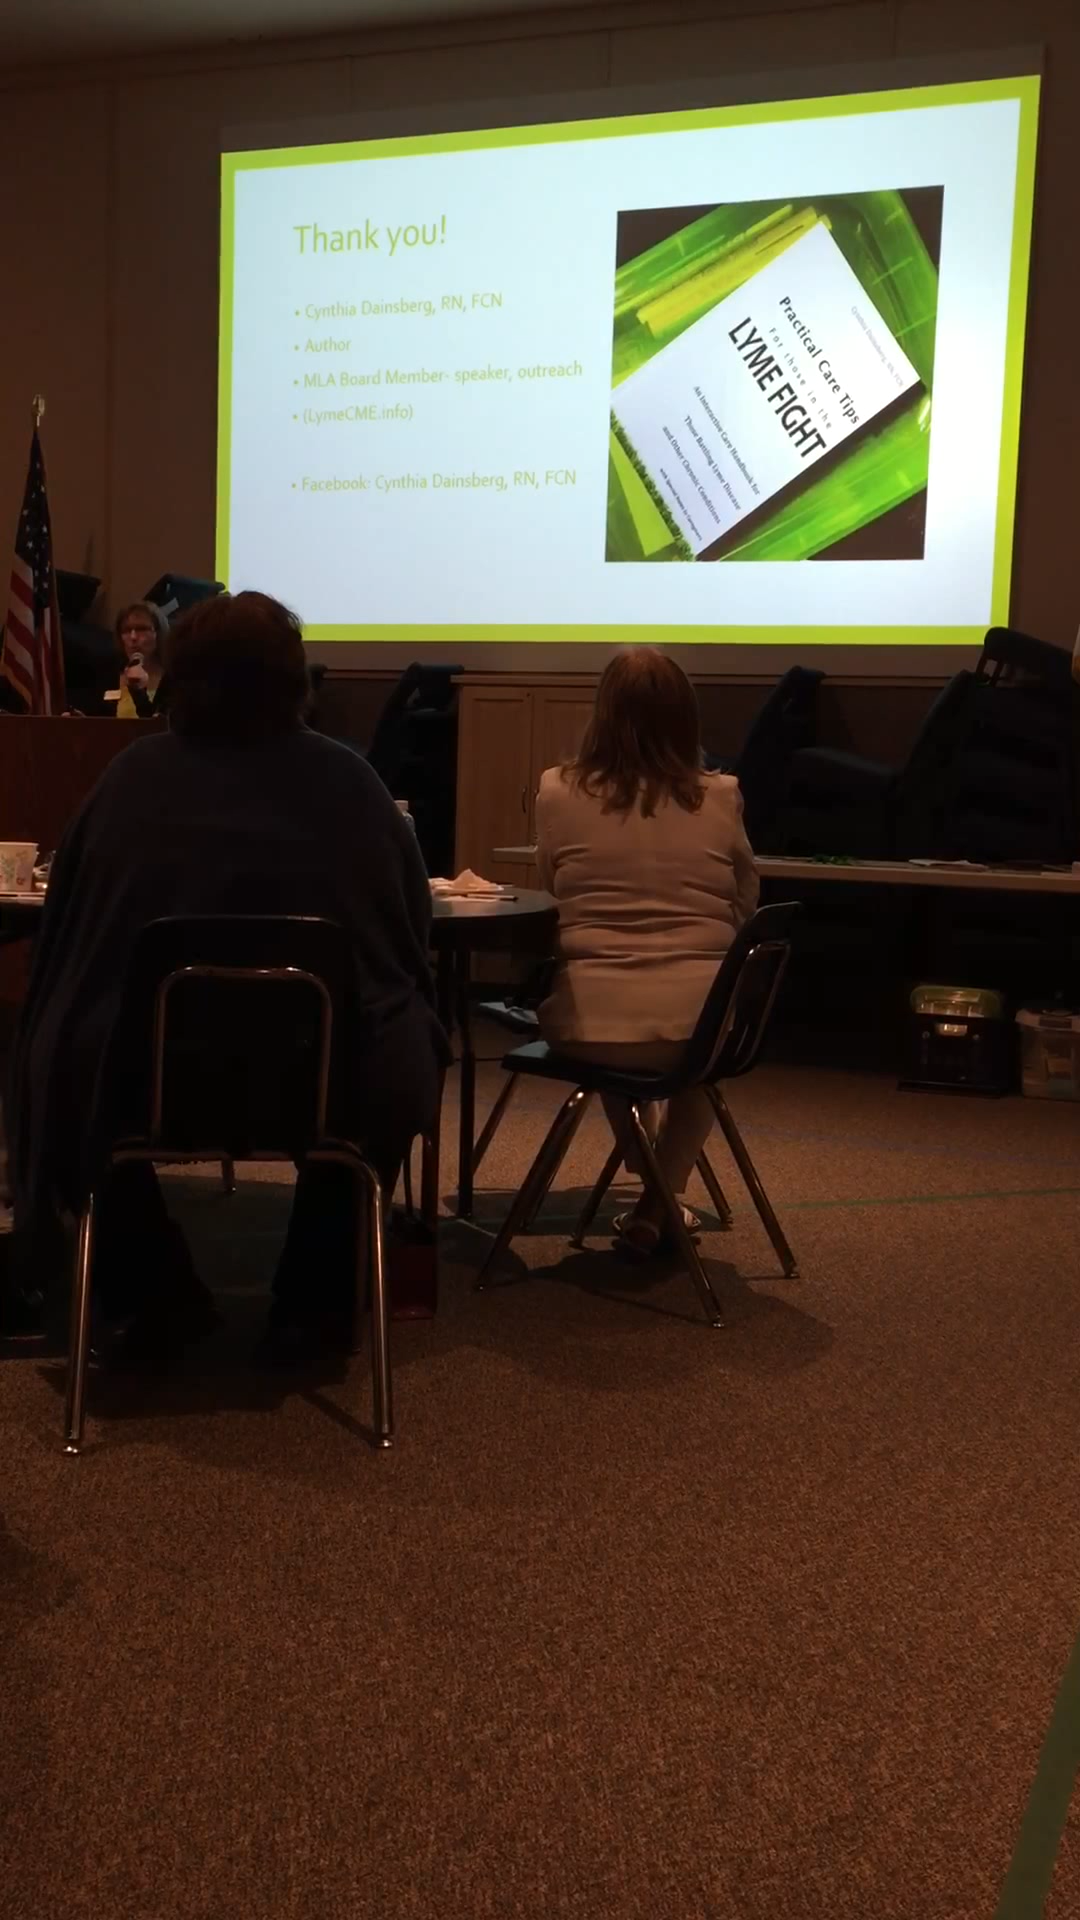 Thank you!
• Cynthia Dainsberg, RN, FCN
• Author
• MLA Board Member- speaker, outreach
• (LymeCME.info)
• Facebook: Cynthia Dainsberg, RN, FCN
Cynthia Dainsberg, RN, FCN
Practical Care Tips
For those in the
LYME FIGHT
An Interactive Care Handbook for
Those Battling Lyme Disease
and Other Chronic Conditions